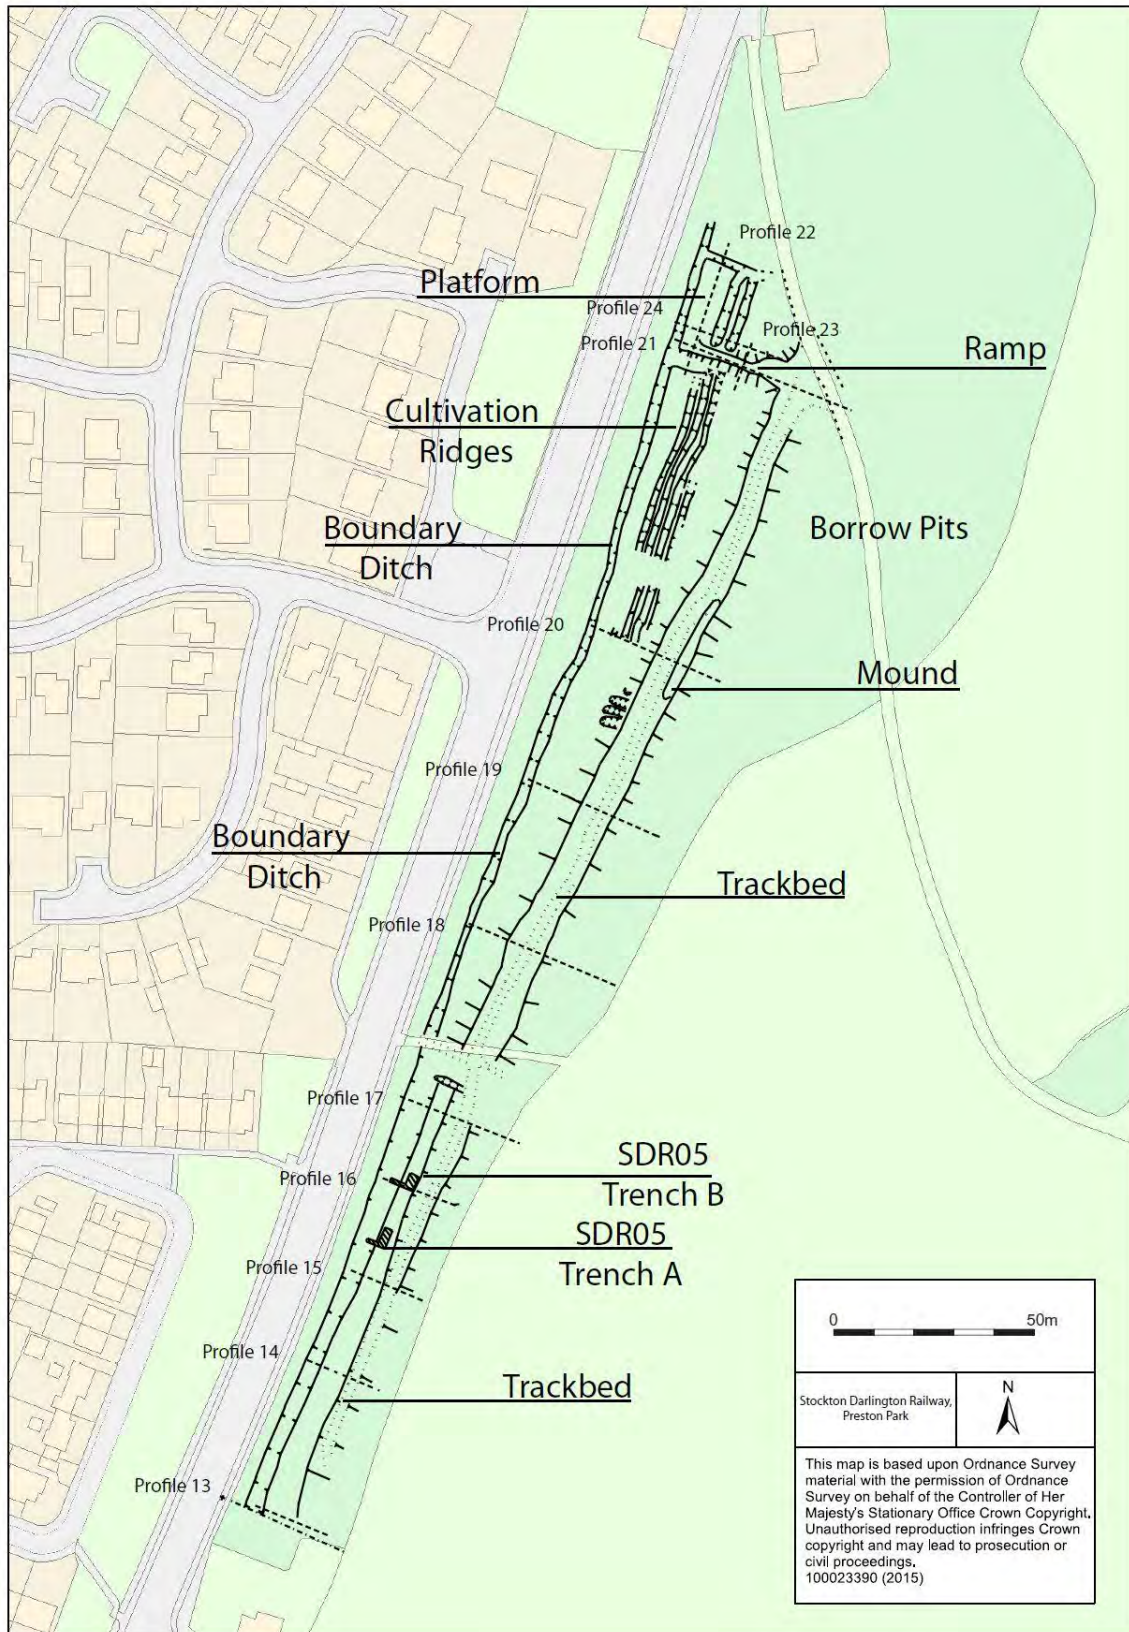 Profile 22
Platform
Profile 24
Profile 23
Profile 21
Ramp
Cultivation
Ridges
Boundary
Ditch
Borrow Pits
Profile 20
Mound
Profile 19
Boundary
Ditch
Trackbed
Profile 18
Profile 17
SDR05
Trench B
Profile 16
SDR05
Trench A
Profile 15
Profile 14
Trackbed
Profile 13
0 50m
Stockton Darlington Railway,
Preston Park
N
This map is based upon Ordnance Survey
material with the permission of Ordnance
Survey on behalf of the Controller of Her
Majesty's Stationary Office Crown Copyright.
Unauthorised reproduction infringes Crown
copyright and may lead to prosecution or
civil proceedings.
100023390 (2015)